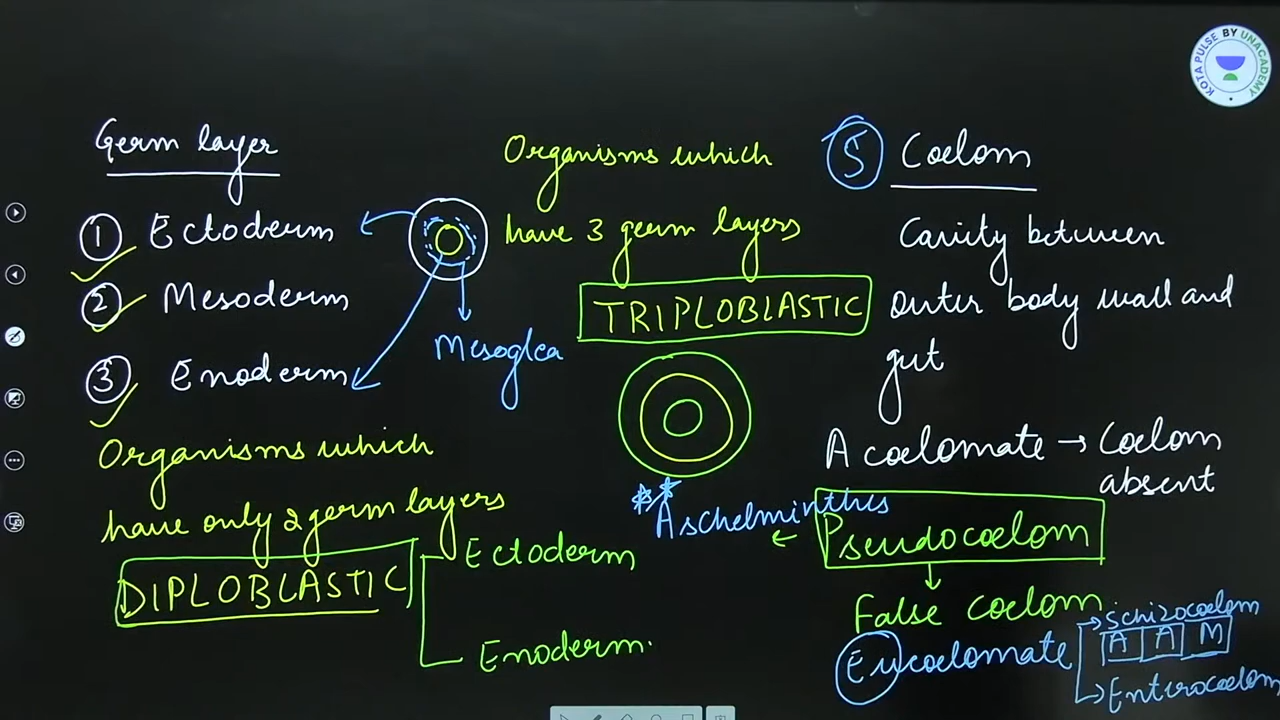 KOTA PULSE BY UNACADEMY
Germ layer
1 Ectoderm
2 Mesoderm
3 Enoderm
Mesoglea
Organisms which
have only 2 germ layers
DIPLOBLASTIC
Ectoderm
Enoderm.
Organisms which
have 3 germ layers
TRIPLOBLASTIC
Aschelminthes
5 Coelom
Cavity between
outer body wall and
gut
Acoelomate → Coelom
absent
Pseudocoelom
False coelom
Eucoelomate
Schizocoelom
A A M
Enterocoelom